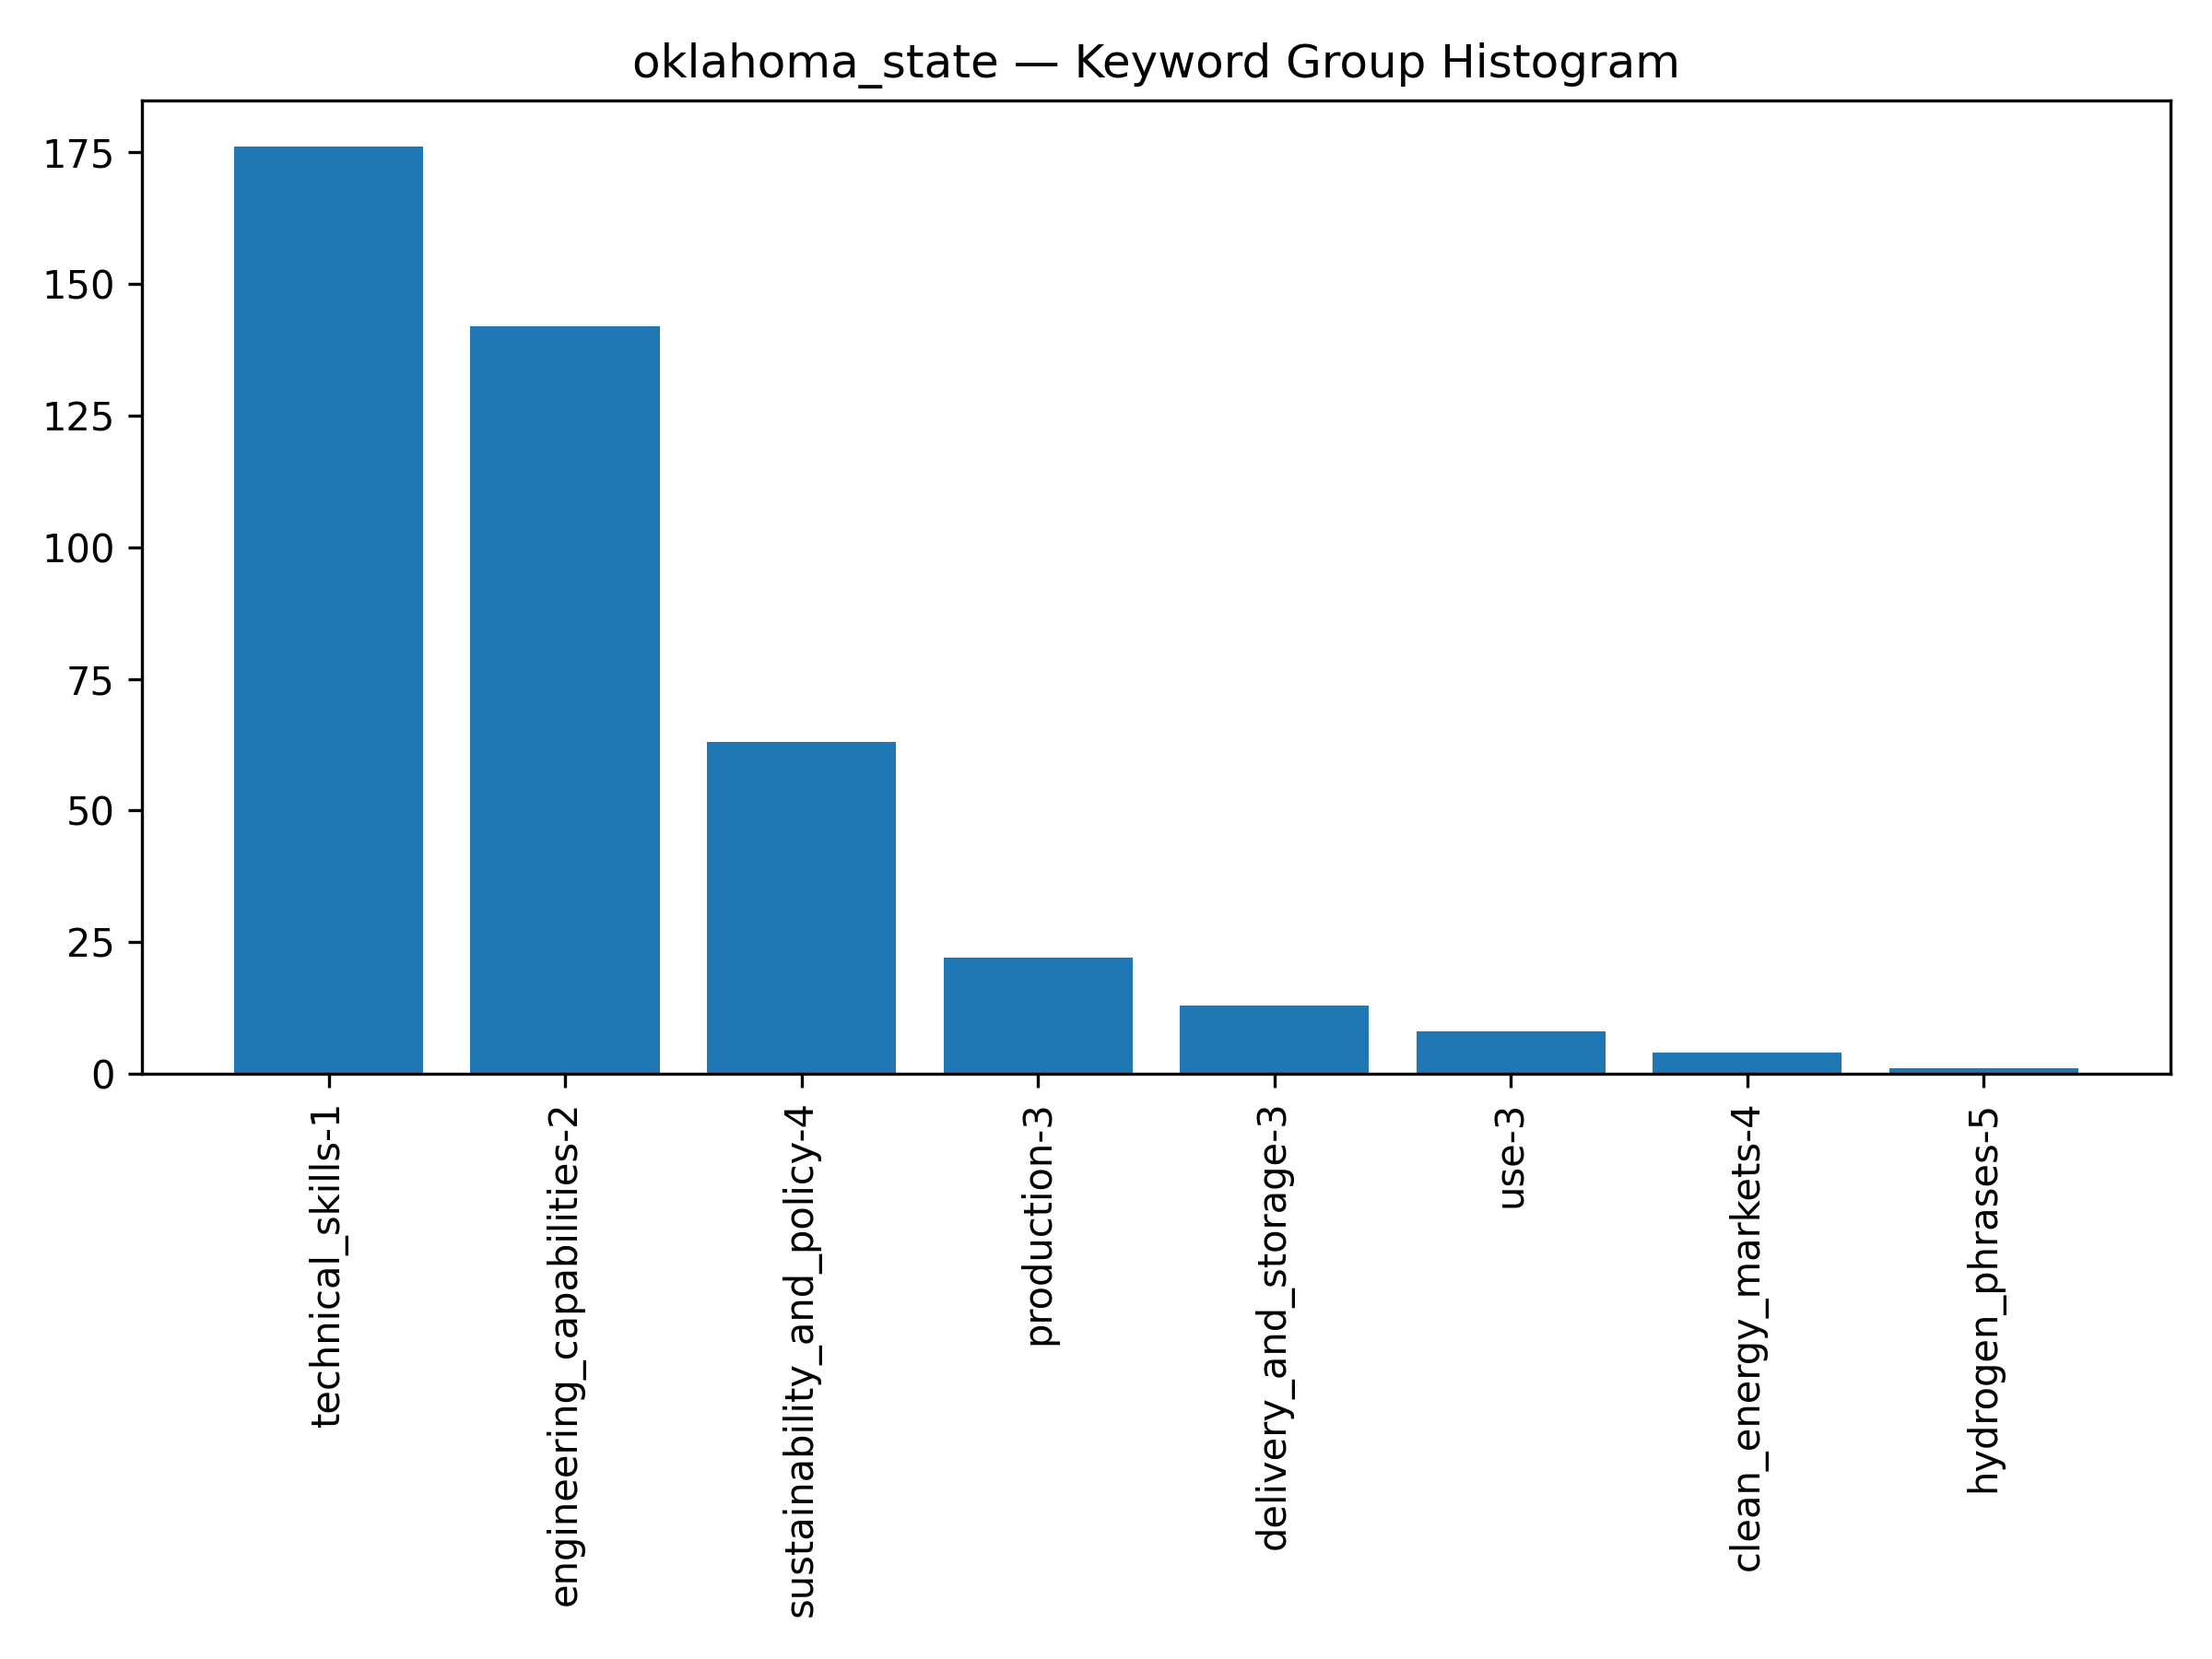 oklahoma_state — Keyword Group Histogram
175
150
125
100
75
50
25
0
technical_skills-1
engineering_capabilities-2
sustainability_and_policy-4
production-3
delivery_and_storage-3
use-3
clean_energy_markets-4
hydrogen_phrases-5